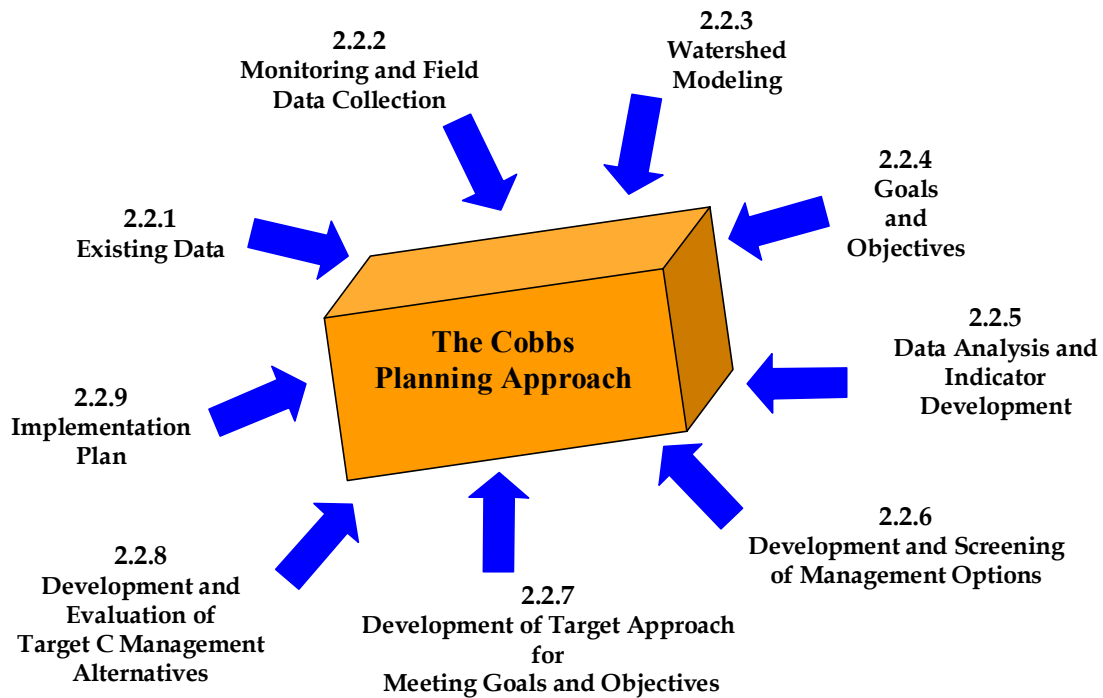 2.2.1
Existing Data
2.2.2
Monitoring and Field
Data Collection
2.2.3
Watershed
Modeling
2.2.4
Goals
and
Objectives
2.2.5
Data Analysis and
Indicator
Development
2.2.6
Development and Screening
of Management Options
2.2.7
Development of Target Approach
for
Meeting Goals and Objectives
2.2.8
Development and
Evaluation of
Target C Management
Alternatives
2.2.9
Implementation
Plan
The Cobbs
Planning Approach